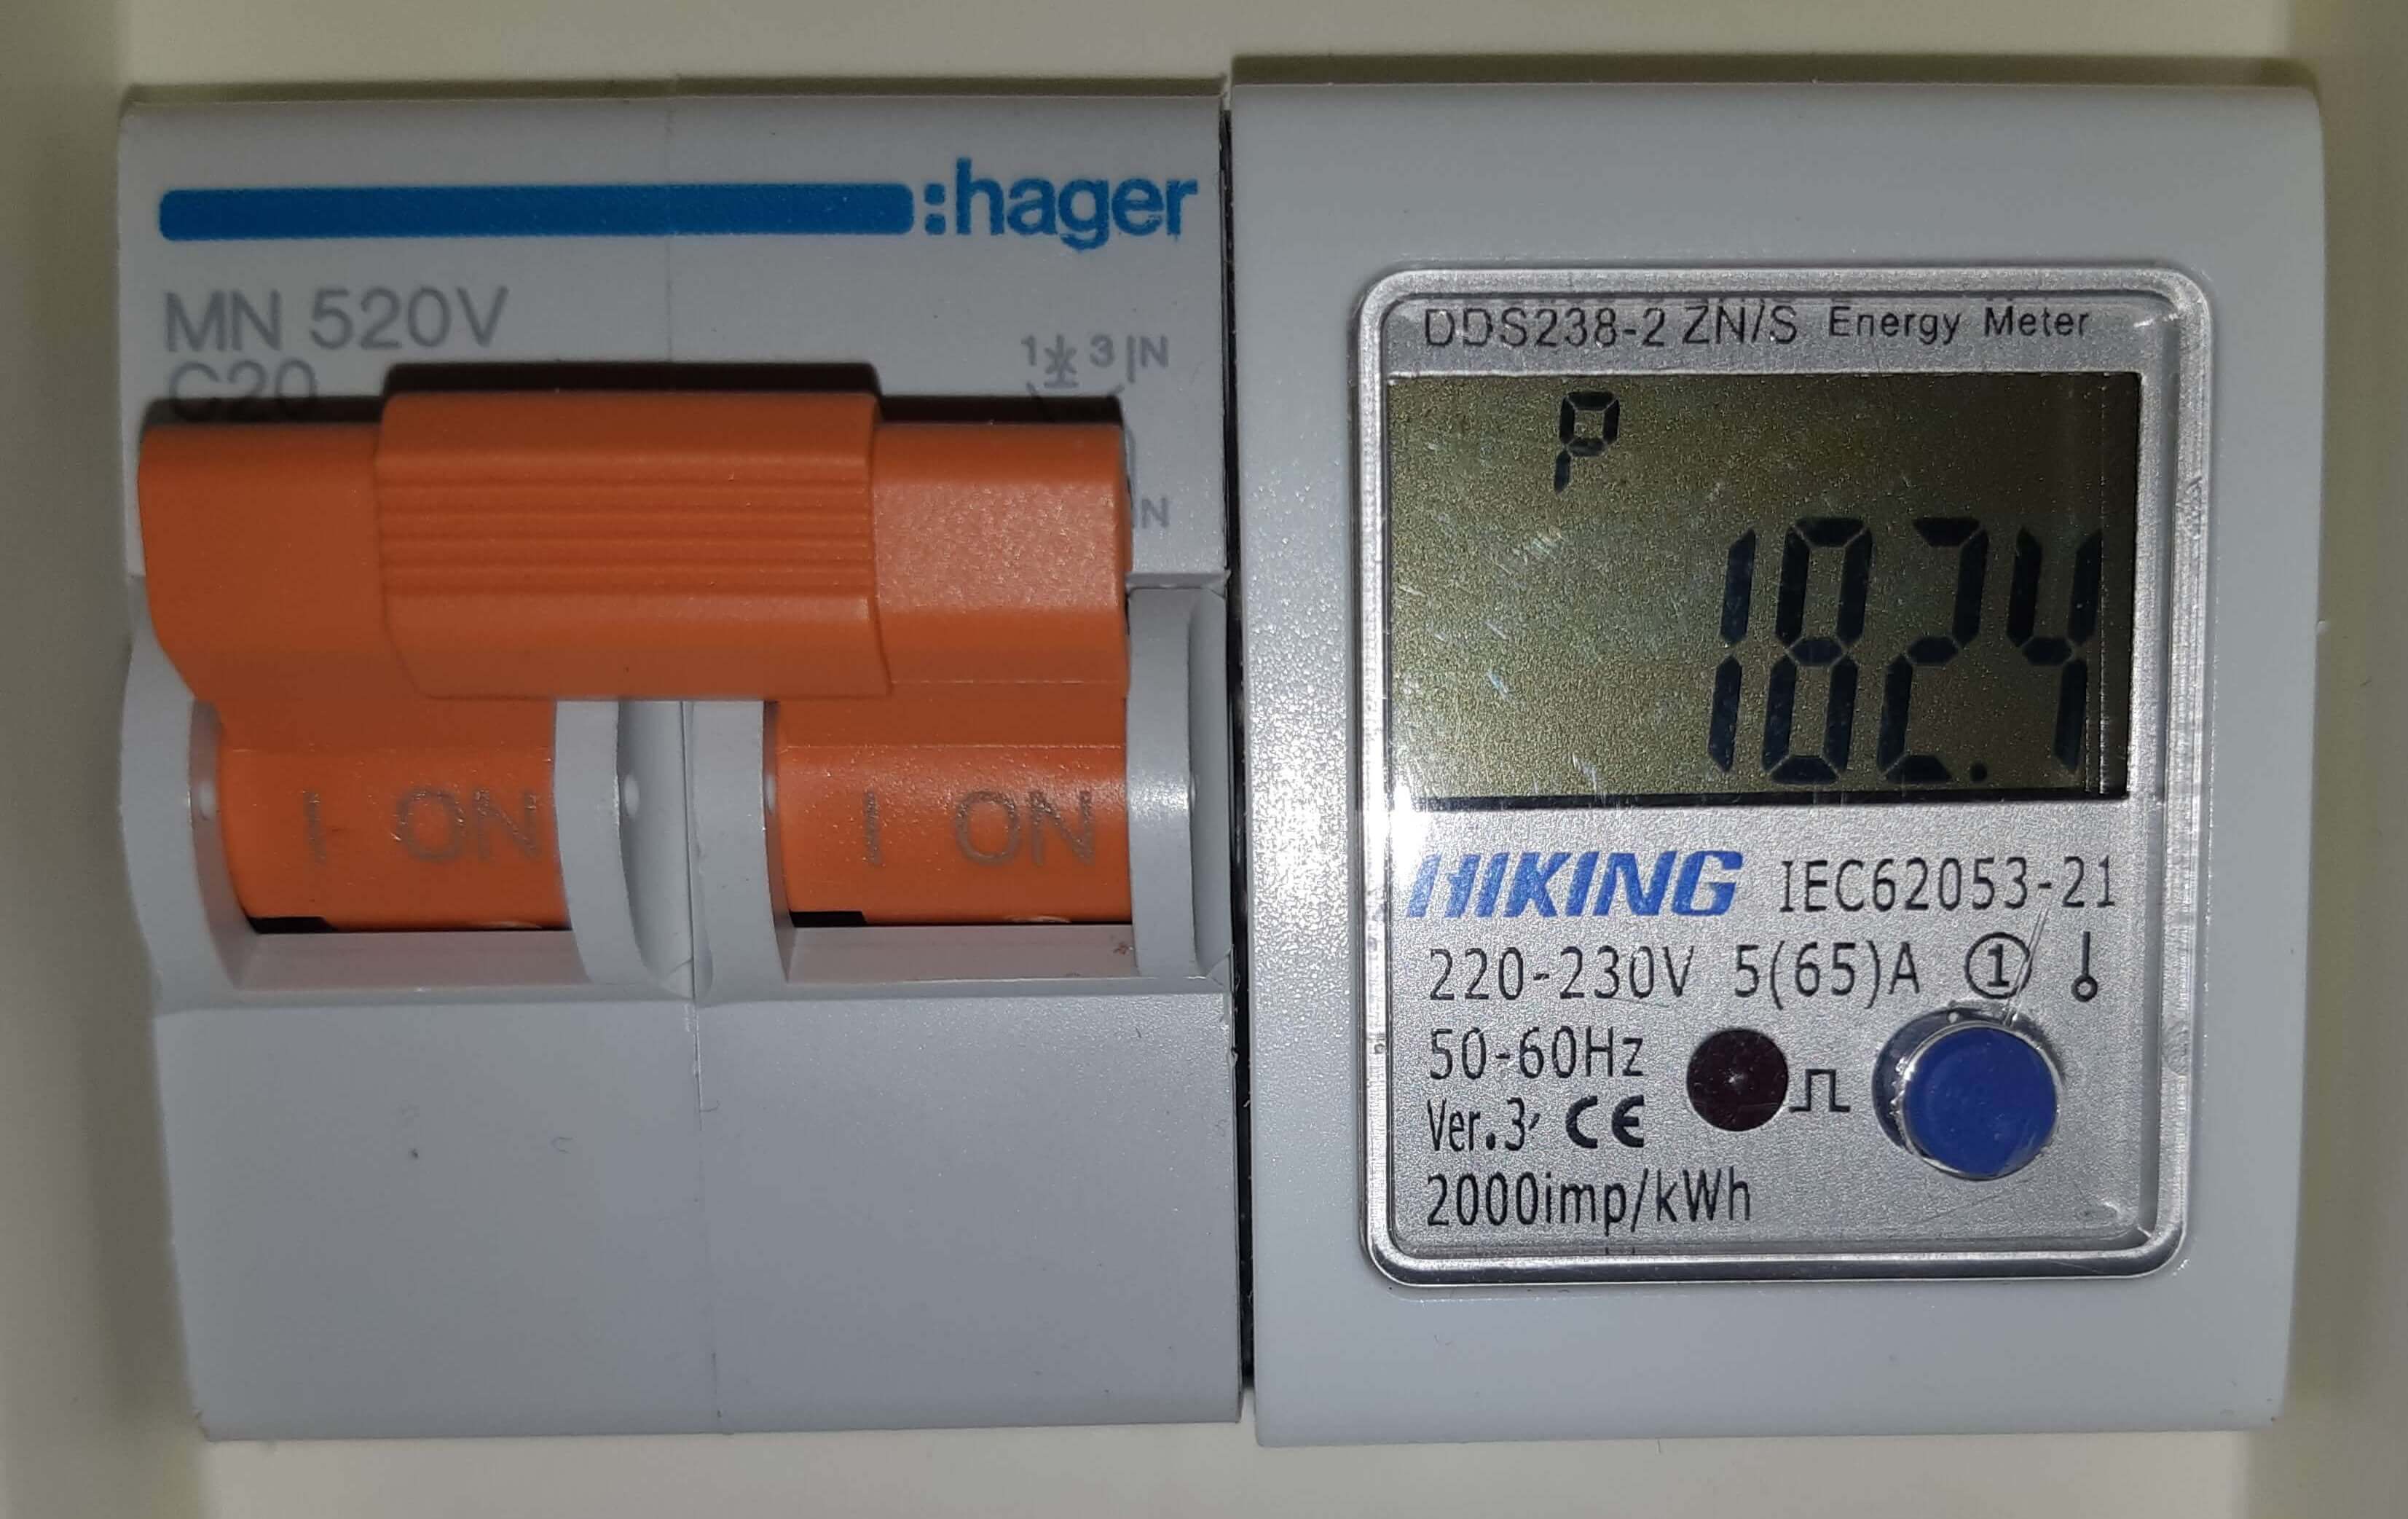 :hager
MN 520V
C20
1 3 N
N
I ON
I ON
DDS238-2 ZN/S Energy Meter
P
182.4
HIKING IEC62053-21
220-230V 5(65)A ①
50-60Hz
Ver.3 CE
2000imp/kWh